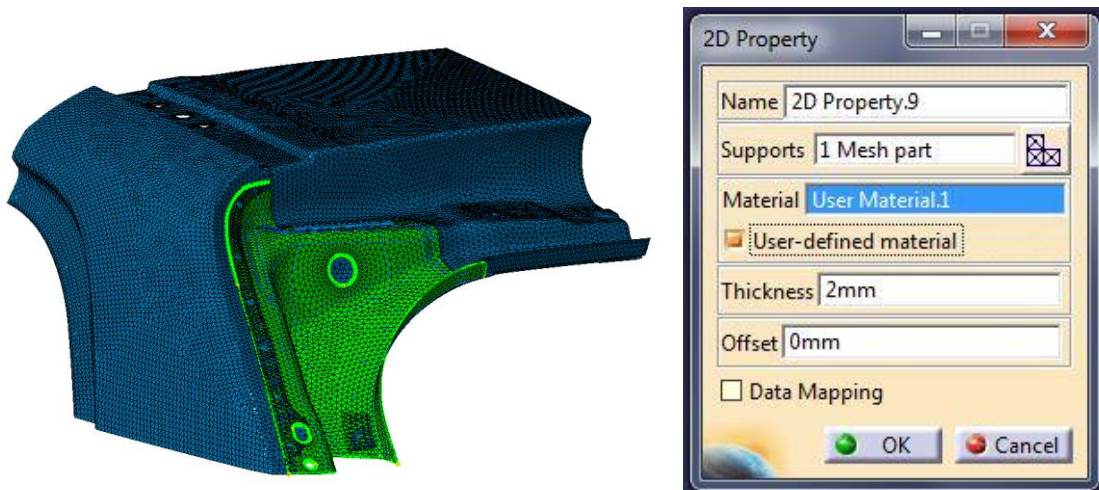 2D Property
Name 2D Property.9
Supports 1 Mesh part
Material User Material.1
User-defined material
Thickness 2mm
Offset 0mm
Data Mapping
OK Cancel